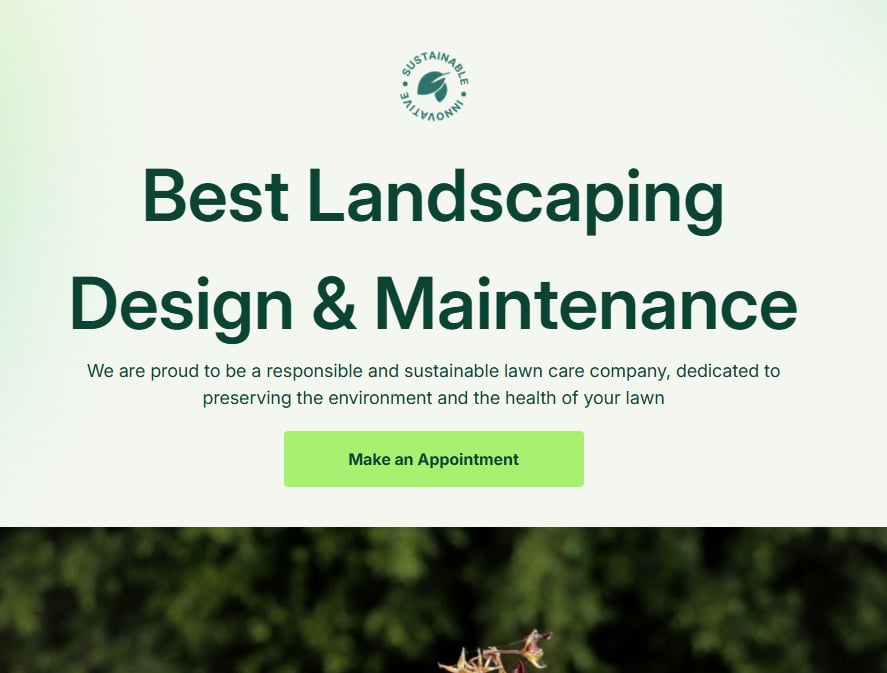 SUSTAINABLE • INNOVATIVE •
Best Landscaping
Design & Maintenance
We are proud to be a responsible and sustainable lawn care company, dedicated to
preserving the environment and the health of your lawn
Make an Appointment